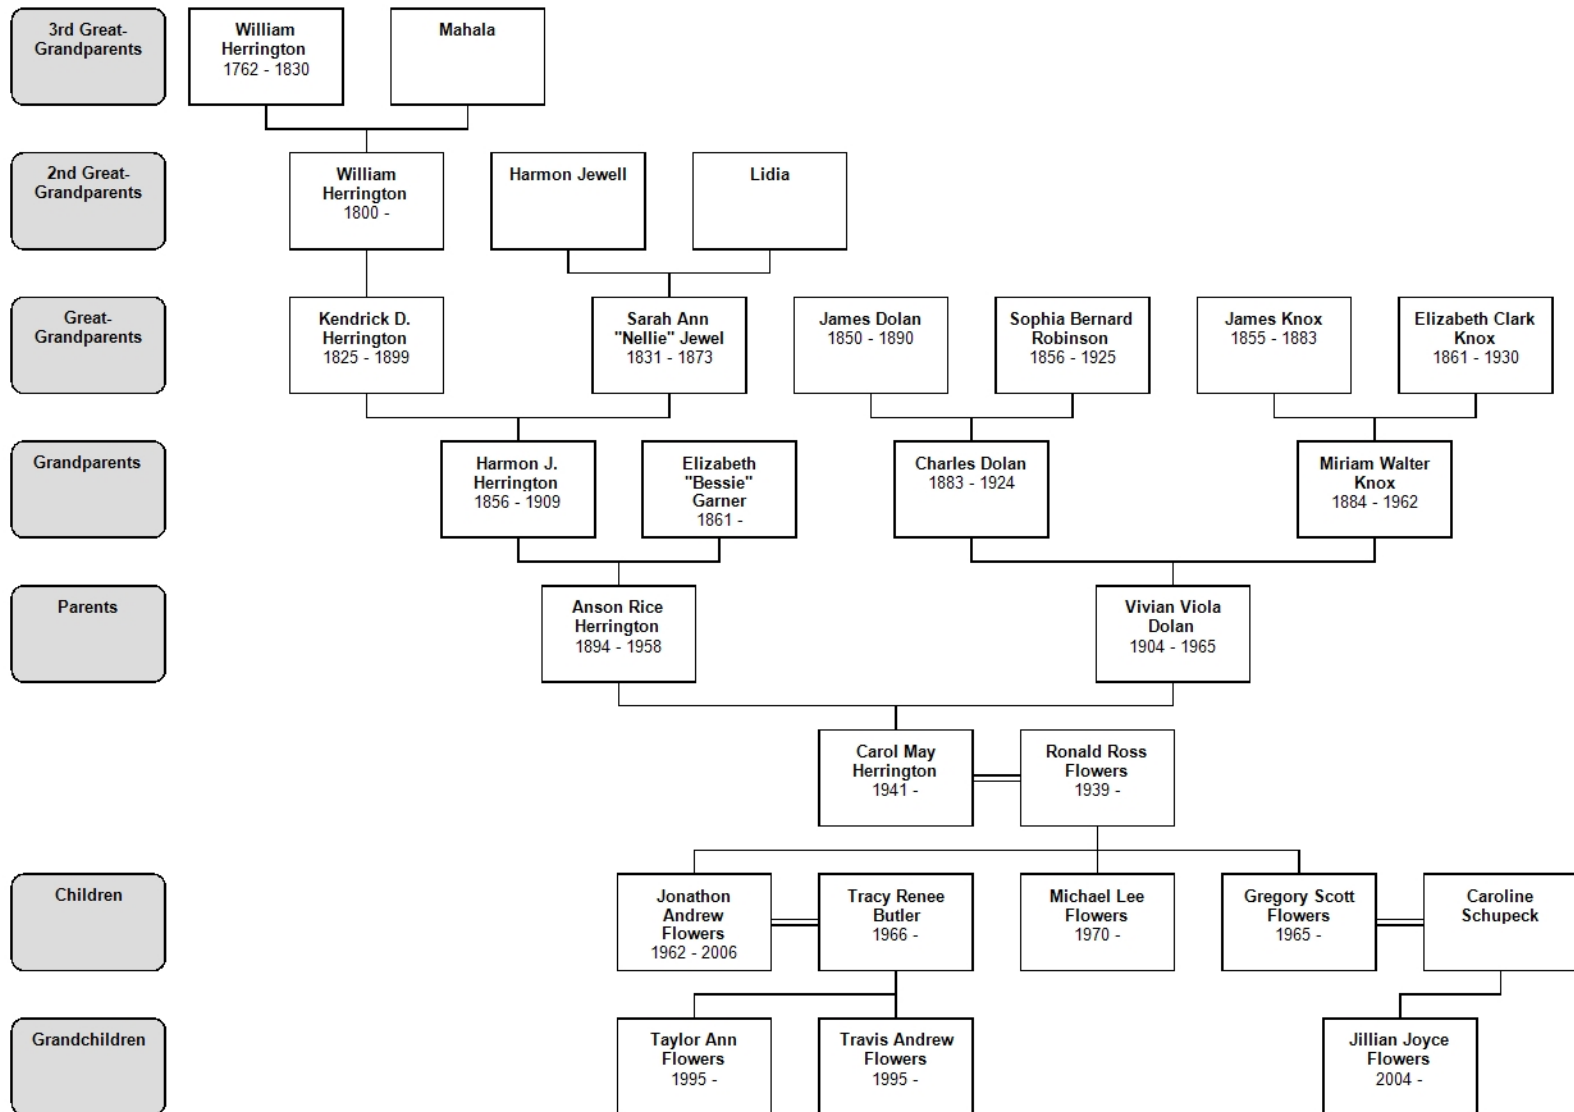 3rd Great-
Grandparents
William
Herrington
1762 - 1830
Mahala
2nd Great-
Grandparents
William
Herrington
1800 -
Harmon Jewell
Lidia
Great-
Grandparents
Kendrick D.
Herrington
1825 - 1899
Sarah Ann
"Nellie" Jewel
1831 - 1873
James Dolan
1850 - 1890
Sophia Bernard
Robinson
1856 - 1925
James Knox
1855 - 1883
Elizabeth Clark
Knox
1861 - 1930
Grandparents
Harmon J.
Herrington
1856 - 1909
Elizabeth
"Bessie"
Garner
1861 -
Charles Dolan
1883 - 1924
Miriam Walter
Knox
1884 - 1962
Parents
Anson Rice
Herrington
1894 - 1958
Vivian Viola
Dolan
1904 - 1965
Carol May
Herrington
1941 -
Ronald Ross
Flowers
1939 -
Children
Jonathon
Andrew
Flowers
1962 - 2006
Tracy Renee
Butler
1966 -
Michael Lee
Flowers
1970 -
Gregory Scott
Flowers
1965 -
Caroline
Schupeck
Grandchildren
Taylor Ann
Flowers
1995 -
Travis Andrew
Flowers
1995 -
Jillian Joyce
Flowers
2004 -